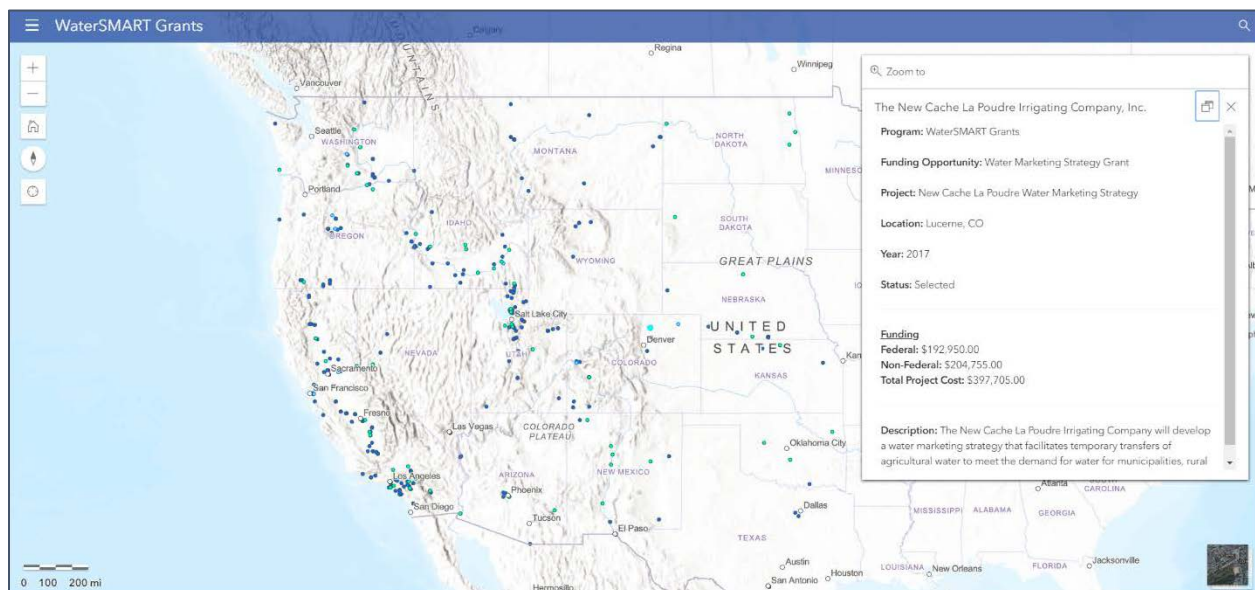 WaterSMART Grants
Calgary
MOUNTAINS
Regina
Winnipeg
Vancouver
Seattle
WASHINGTON
NORTH
DAKOTA
MONTANA
Portland
SOUTH
DAKOTA
IDAHO
OREGON
GREAT PLAINS
WYOMING
NEBRASKA
Salt Lake City
UNITED
STATES
Denver
NEVADA
UTAH
COLORADO
KANSAS
Sacramento
San Francisco
Fresno
Las Vegas
COLORADO
PLATEAU
Oklahoma City
Los Angeles
ARIZONA
NEW MEXICO
Phoenix
San Diego
Tucson
Dallas
El Paso
TEXAS
MISSISSIPPI
ALABAMA
GEORGIA
Atlanta
CAROLINA
Austin
Houston
San Antonio
LOUISIANA
New Orleans
FLORIDA
Jacksonville
Hermosillo
0 100 200 mi
Zoom to
The New Cache La Poudre Irrigating Company, Inc.
Program: WaterSMART Grants
Funding Opportunity: Water Marketing Strategy Grant
Project: New Cache La Poudre Water Marketing Strategy
Location: Lucerne, CO
Year: 2017
Status: Selected
Funding
Federal: $192,950.00
Non-Federal: $204,755.00
Total Project Cost: $397,705.00
Description: The New Cache La Poudre Irrigating Company will develop
a water marketing strategy that facilitates temporary transfers of
agricultural water to meet the demand for water for municipalities, rural